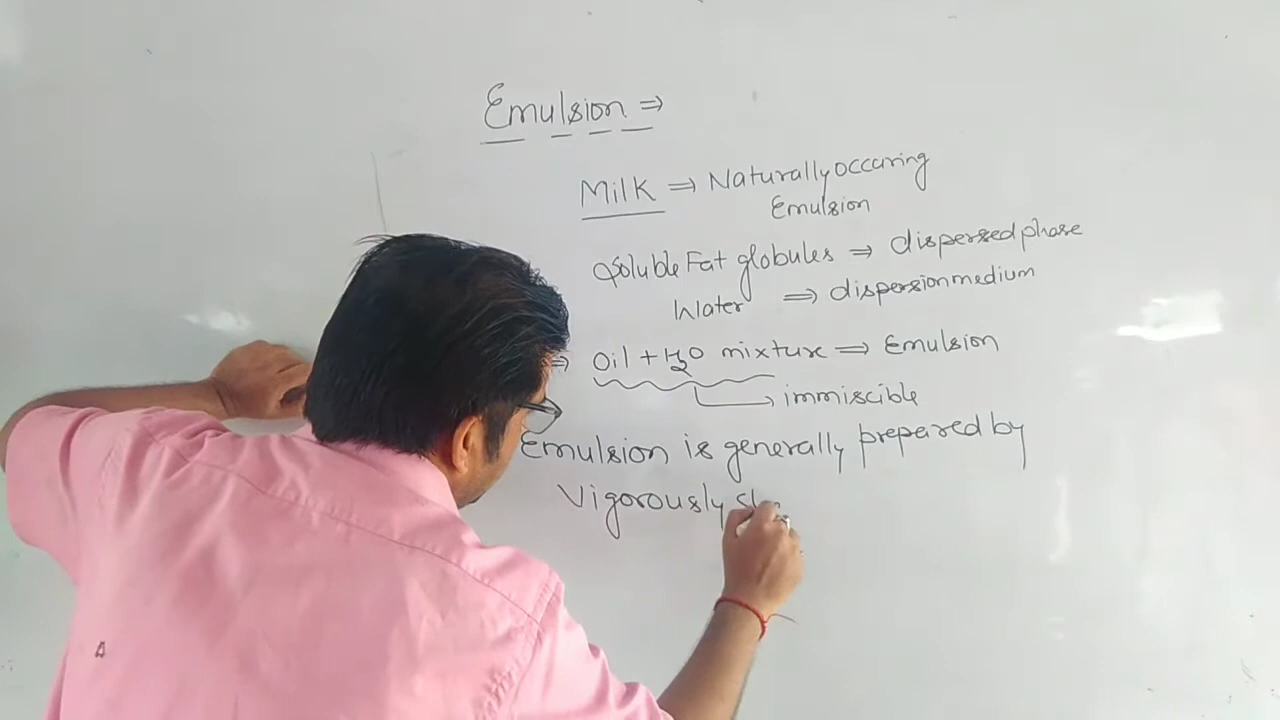 Emulsion ⇒
Milk ⇒ Naturally occuring
Emulsion
Soluble Fat globules ⇒ dispersed phase
Water ⇒ dispersion medium
⇒ Oil + H₂O mixture ⇒ Emulsion
immiscible
Emulsion is generally prepared by
Vigorously